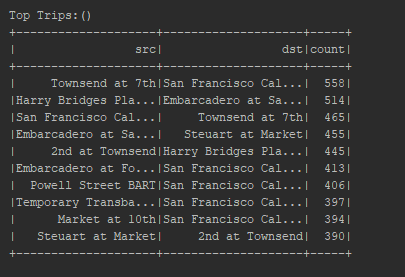 Top Trips:()
+--------------------+--------------------+-----+
|                 src|                 dst|count|
+--------------------+--------------------+-----+
|     Townsend at 7th|San Francisco Cal...|  558|
|Harry Bridges Pla...|Embarcadero at Sa...|  514|
|San Francisco Cal...|     Townsend at 7th|  465|
|Embarcadero at Sa...|   Steuart at Market|  455|
|     2nd at Townsend|Harry Bridges Pla...|  445|
|Embarcadero at Fo...|San Francisco Cal...|  413|
|  Powell Street BART|San Francisco Cal...|  406|
|Temporary Transba...|San Francisco Cal...|  397|
|      Market at 10th|San Francisco Cal...|  394|
|   Steuart at Market|     2nd at Townsend|  390|
+--------------------+--------------------+-----+